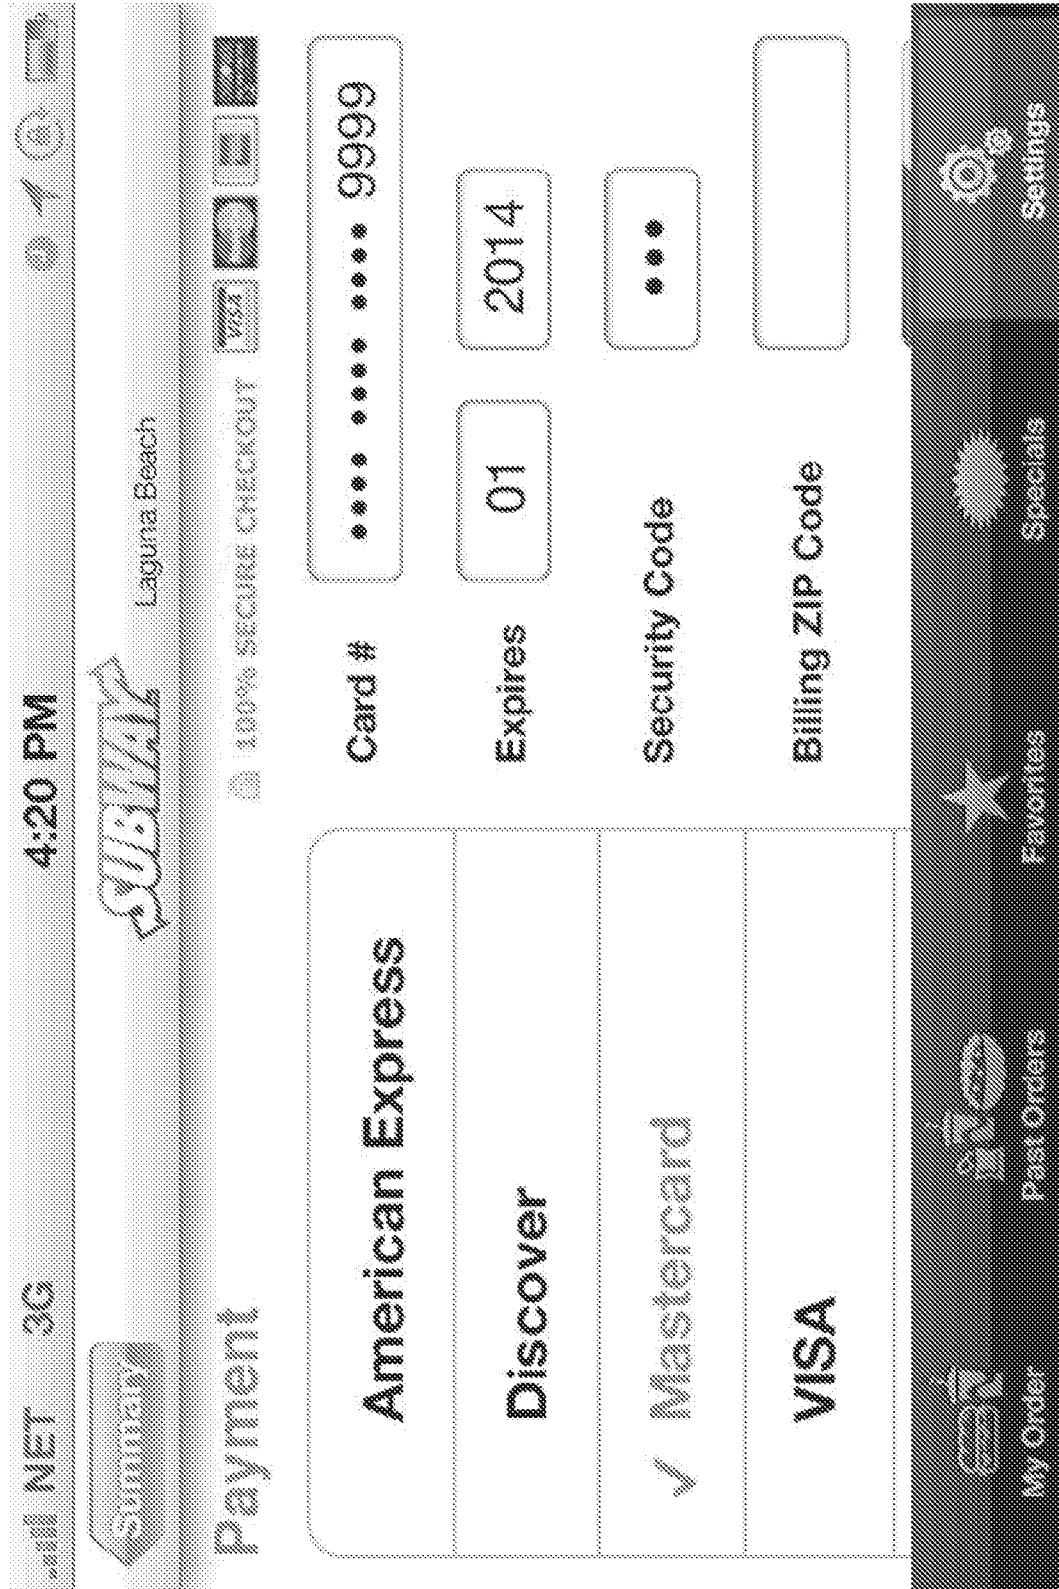 NET 3G 4:20 PM
Summary SUBWAY Laguna Beach
Payment 100% SECURE CHECKOUT VISA
American Express
Discover
✓ Mastercard
VISA
Card # •••• •••• •••• 9999
Expires 01 2014
Security Code •••
Billing ZIP Code
My Order Past Orders Favorites Specials Settings